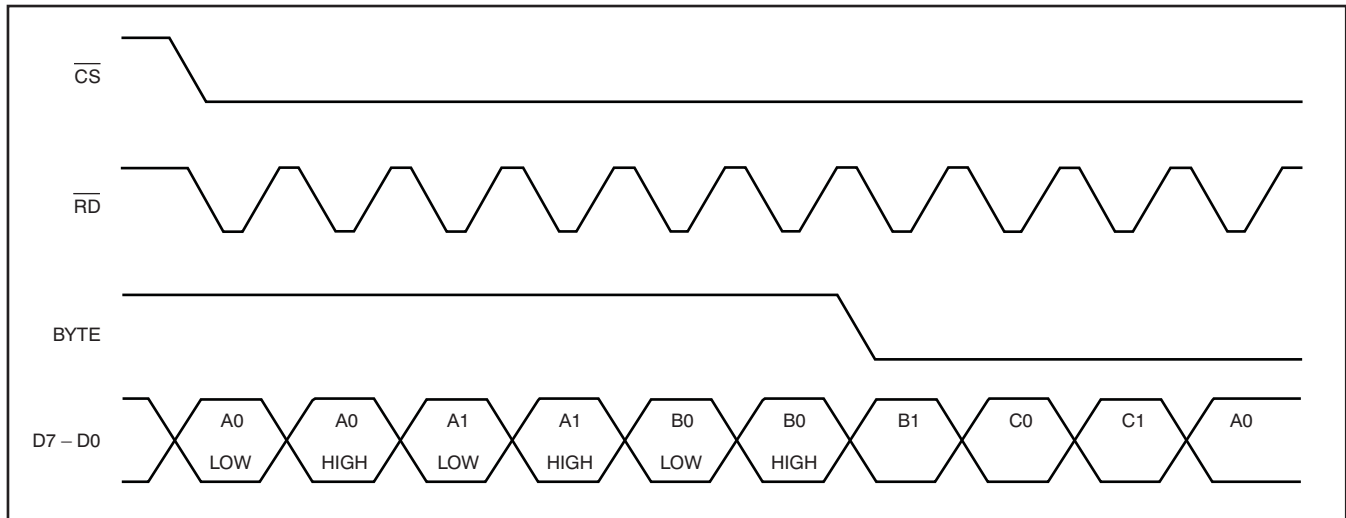 CS
RD
BYTE
D7 – D0
A0 A0 A1 A1 B0 B0 B1 C0 C1 A0
LOW HIGH LOW HIGH LOW HIGH